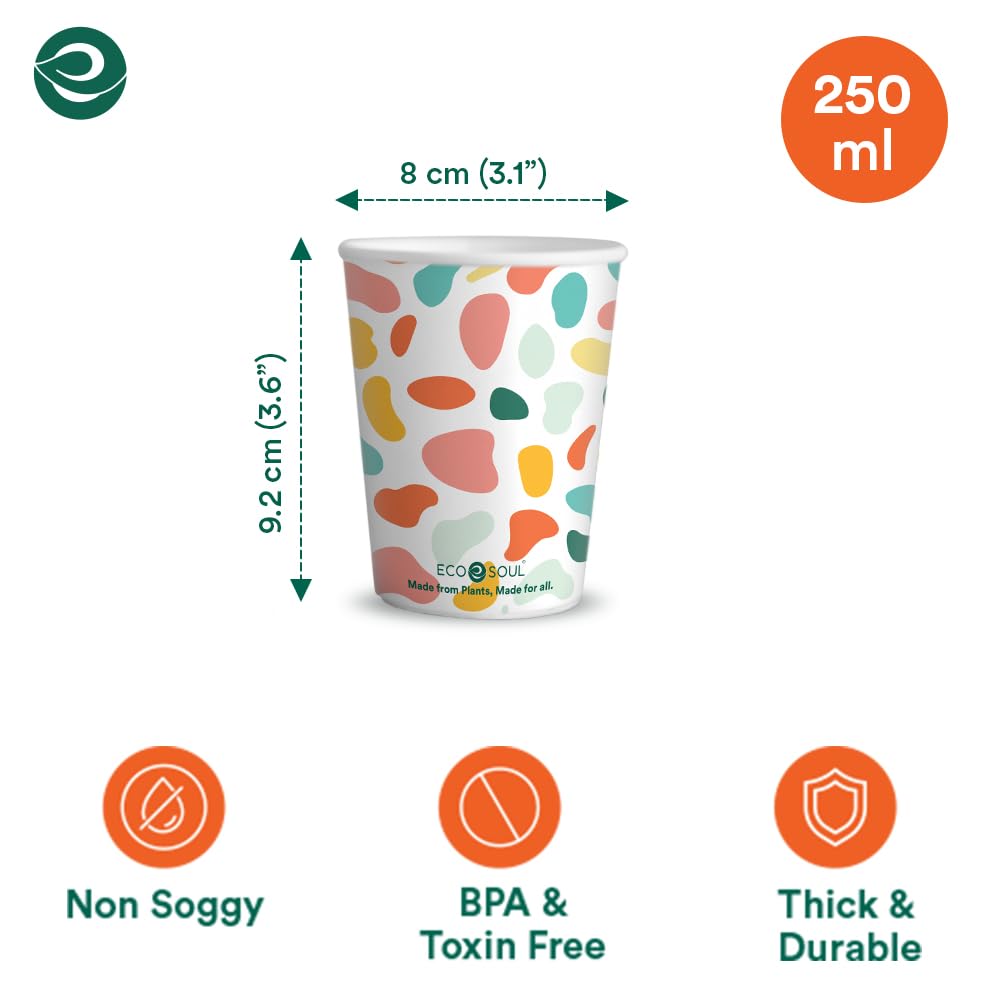 250
ml
8 cm (3.1”)
9.2 cm (3.6”)
ECO SOUL
Made from Plants, Made for all.
Non Soggy
BPA &
Toxin Free
Thick &
Durable